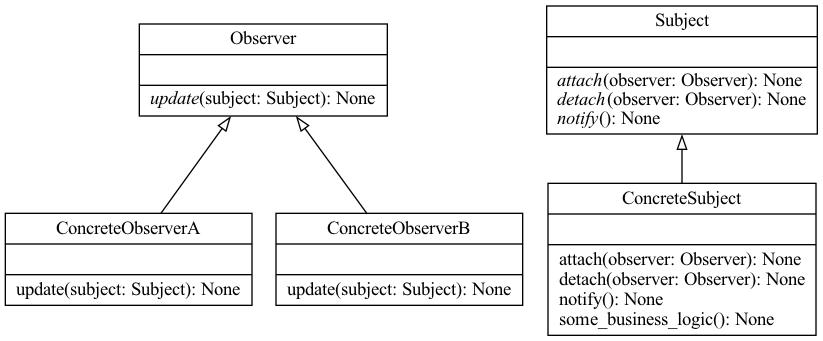 Observer
update(subject: Subject): None
Subject
attach(observer: Observer): None
detach(observer: Observer): None
notify(): None
ConcreteObserverA
update(subject: Subject): None
ConcreteObserverB
update(subject: Subject): None
ConcreteSubject
attach(observer: Observer): None
detach(observer: Observer): None
notify(): None
some_business_logic(): None